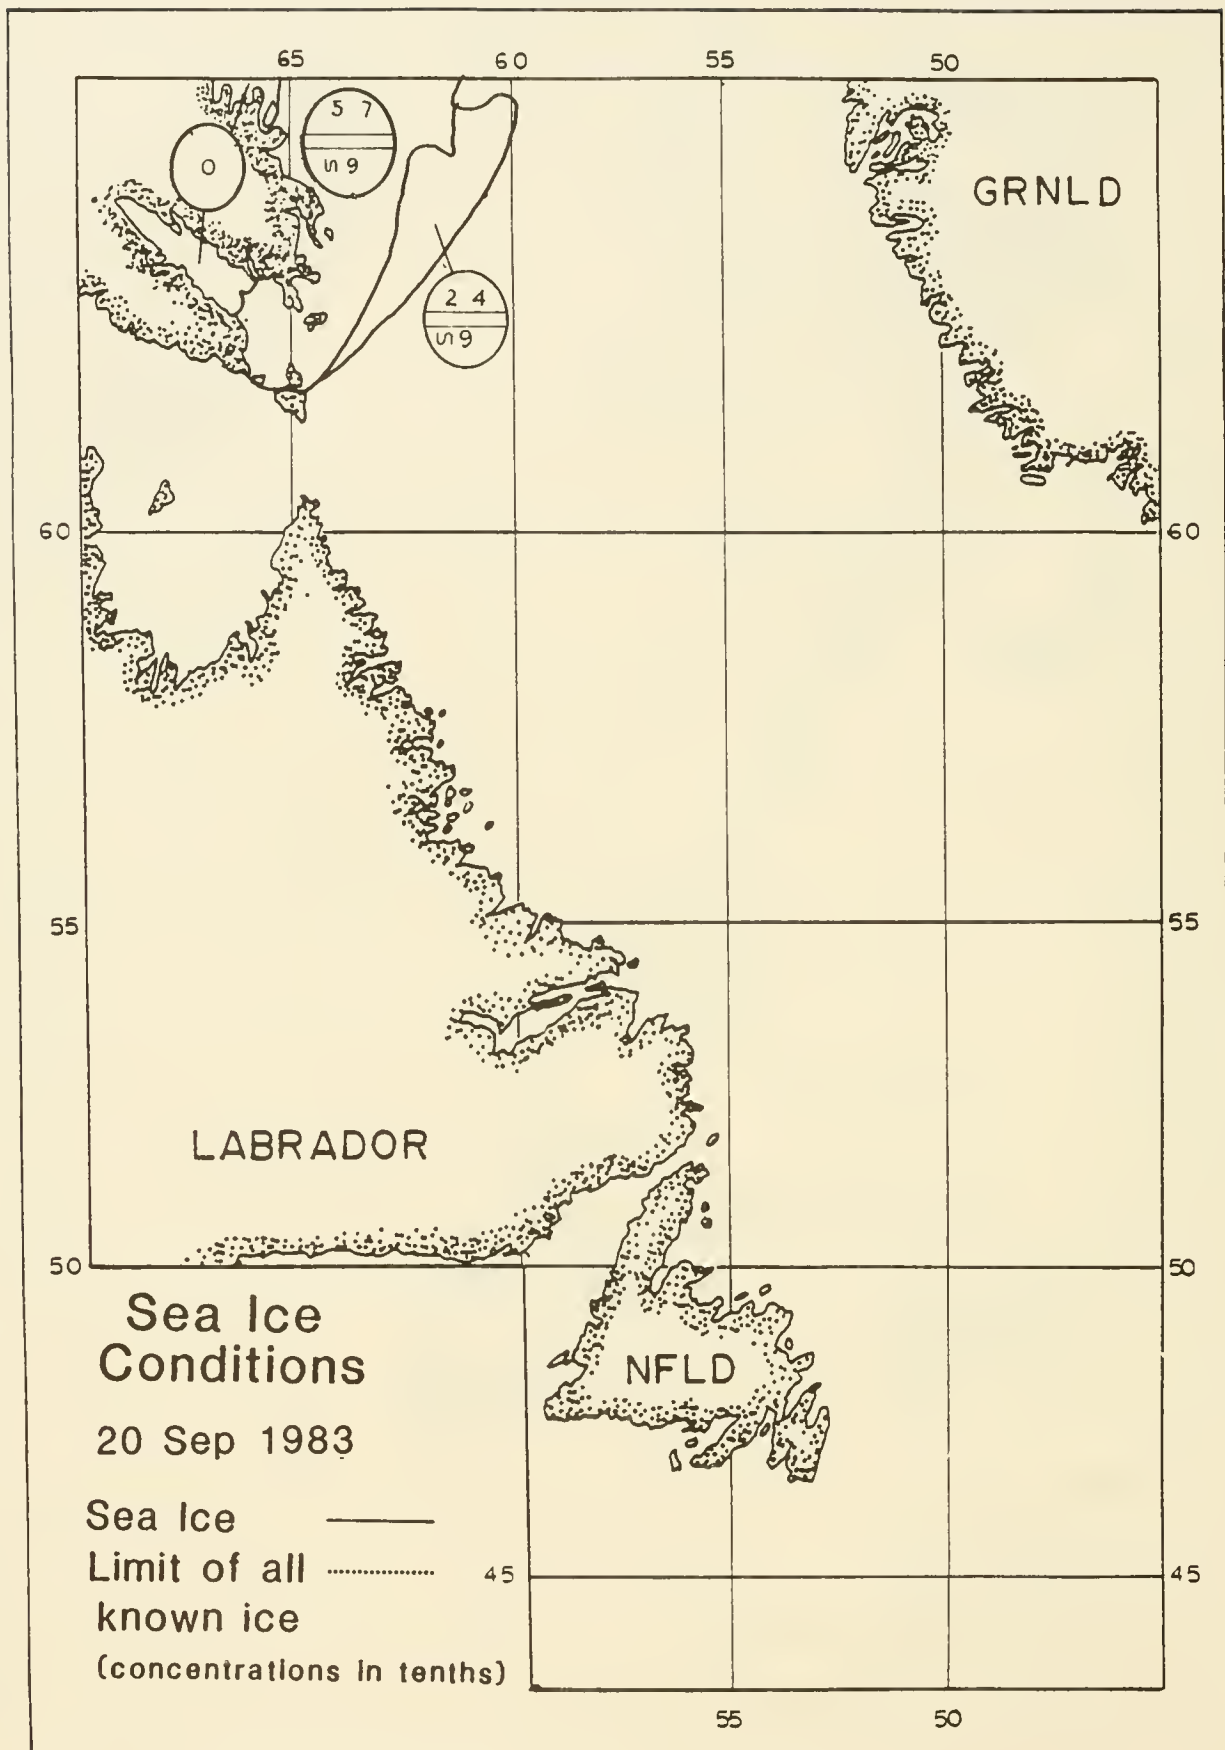 65 60 55 50
5 7
S 9
0
GRNLD
2 4
S 9
60 60
55 55
LABRADOR
50 50
Sea Ice
Conditions
NFLD
20 Sep 1983
Sea Ice
Limit of all 45 45
known ice
(concentrations in tenths)
55 50